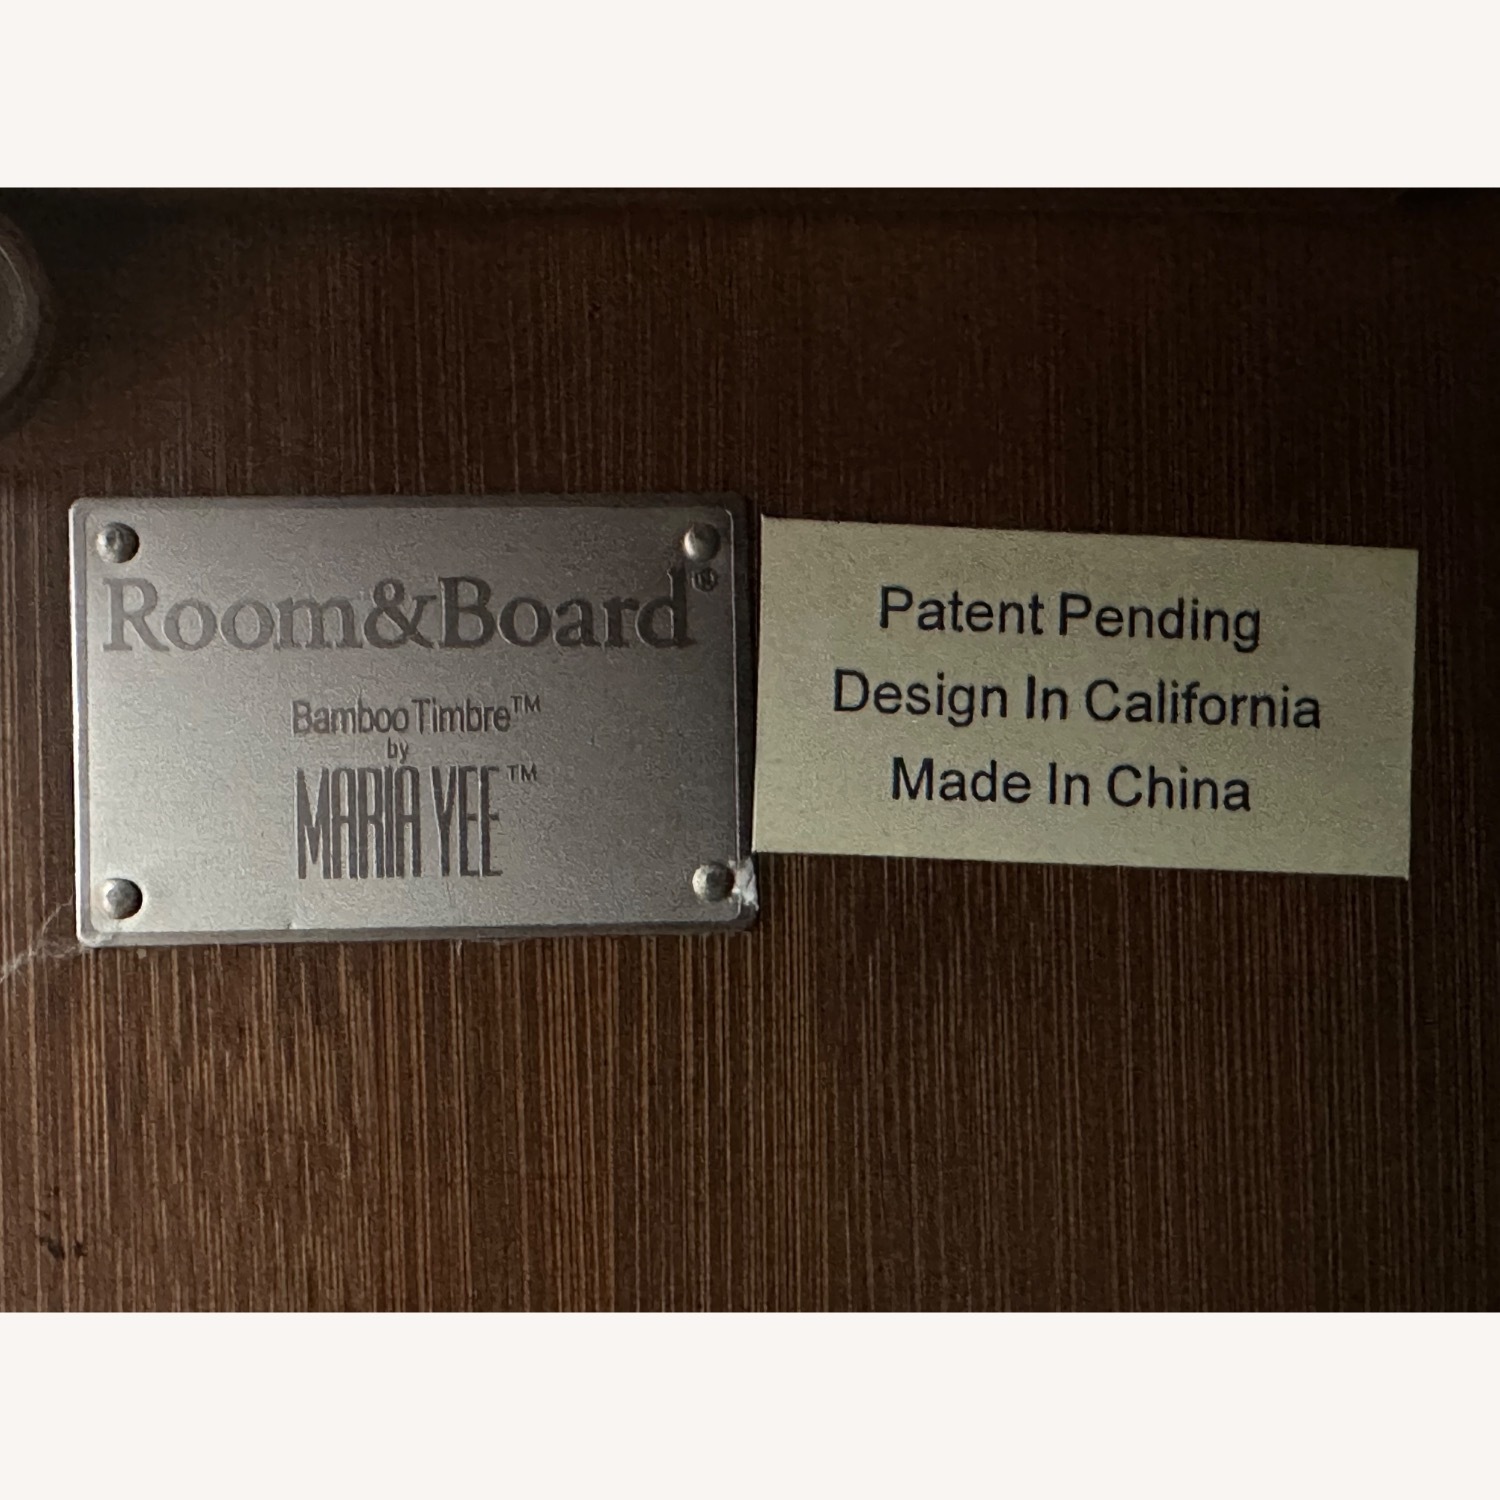 Room&Board®
Bamboo Timbre™
by
MARIA YEE™
Patent Pending
Design In California
Made In China